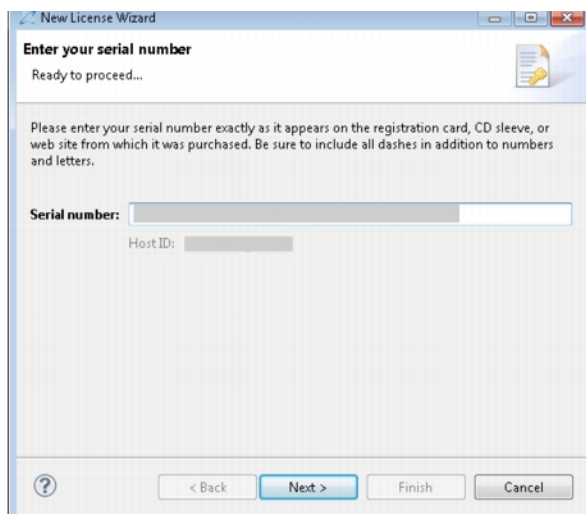 New License Wizard
Enter your serial number
Ready to proceed...
Please enter your serial number exactly as it appears on the registration card, CD sleeve, or
web site from which it was purchased. Be sure to include all dashes in addition to numbers
and letters.
Serial number:
Host ID:
?
< Back
Next >
Finish
Cancel